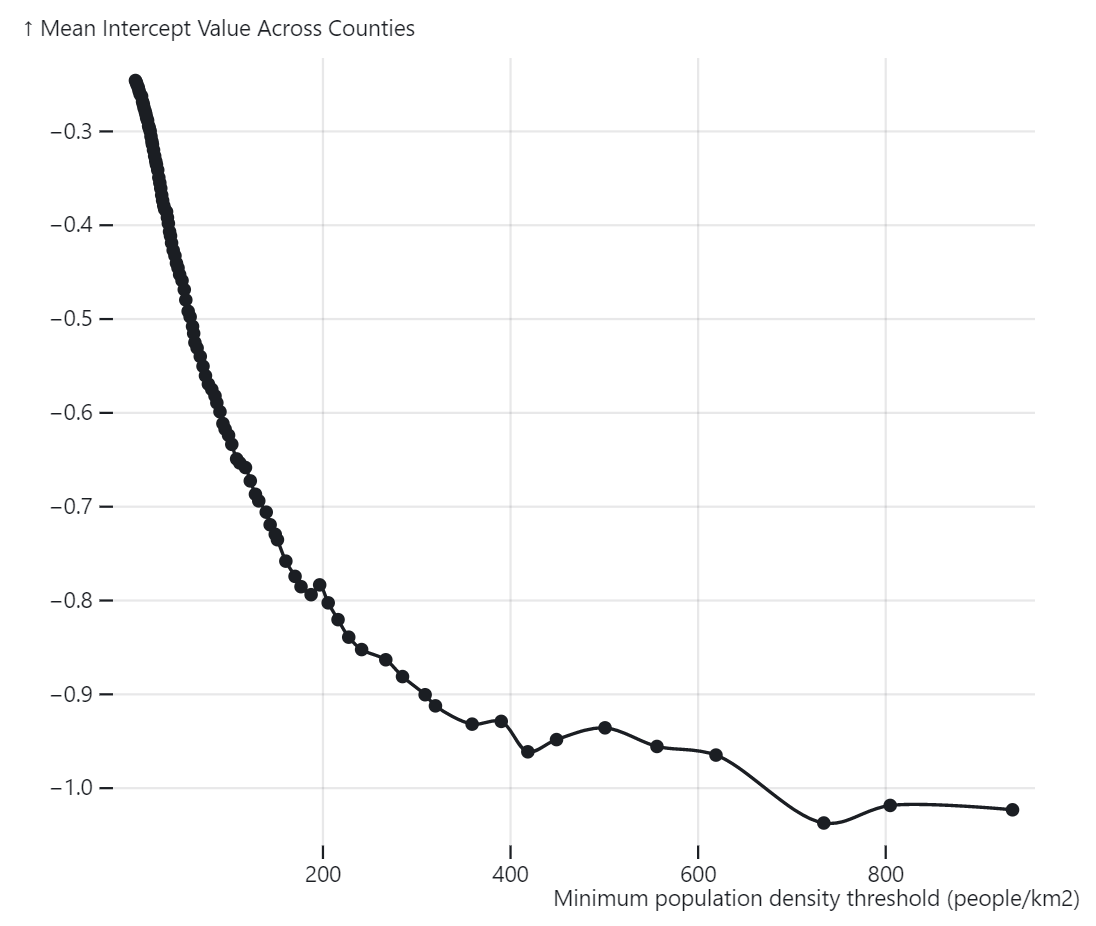 ↑ Mean Intercept Value Across Counties
−0.3
−0.4
−0.5
−0.6
−0.7
−0.8
−0.9
−1.0
200 400 600 800
Minimum population density threshold (people/km2)